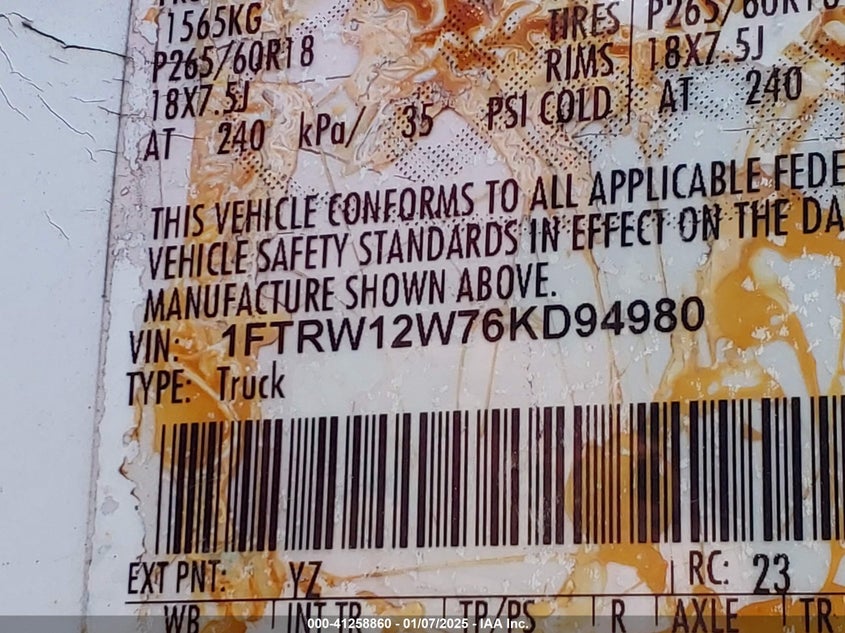 1565KG TIRES P265/60R18
P265/60R18 RIMS 18X7.5J
18X7.5J PSI COLD AT 240
AT 240 kPa/ 35
THIS VEHICLE CONFORMS TO ALL APPLICABLE FEDE
VEHICLE SAFETY STANDARDS IN EFFECT ON THE DA
MANUFACTURE SHOWN ABOVE.
VIN: 1FTRW12W76KD94980
TYPE: Truck
EXT PNT: YZ RC: 23
WB INT TR TP/PS R AXLE TR
000-41258860 - 01/07/2025 - IAA Inc.